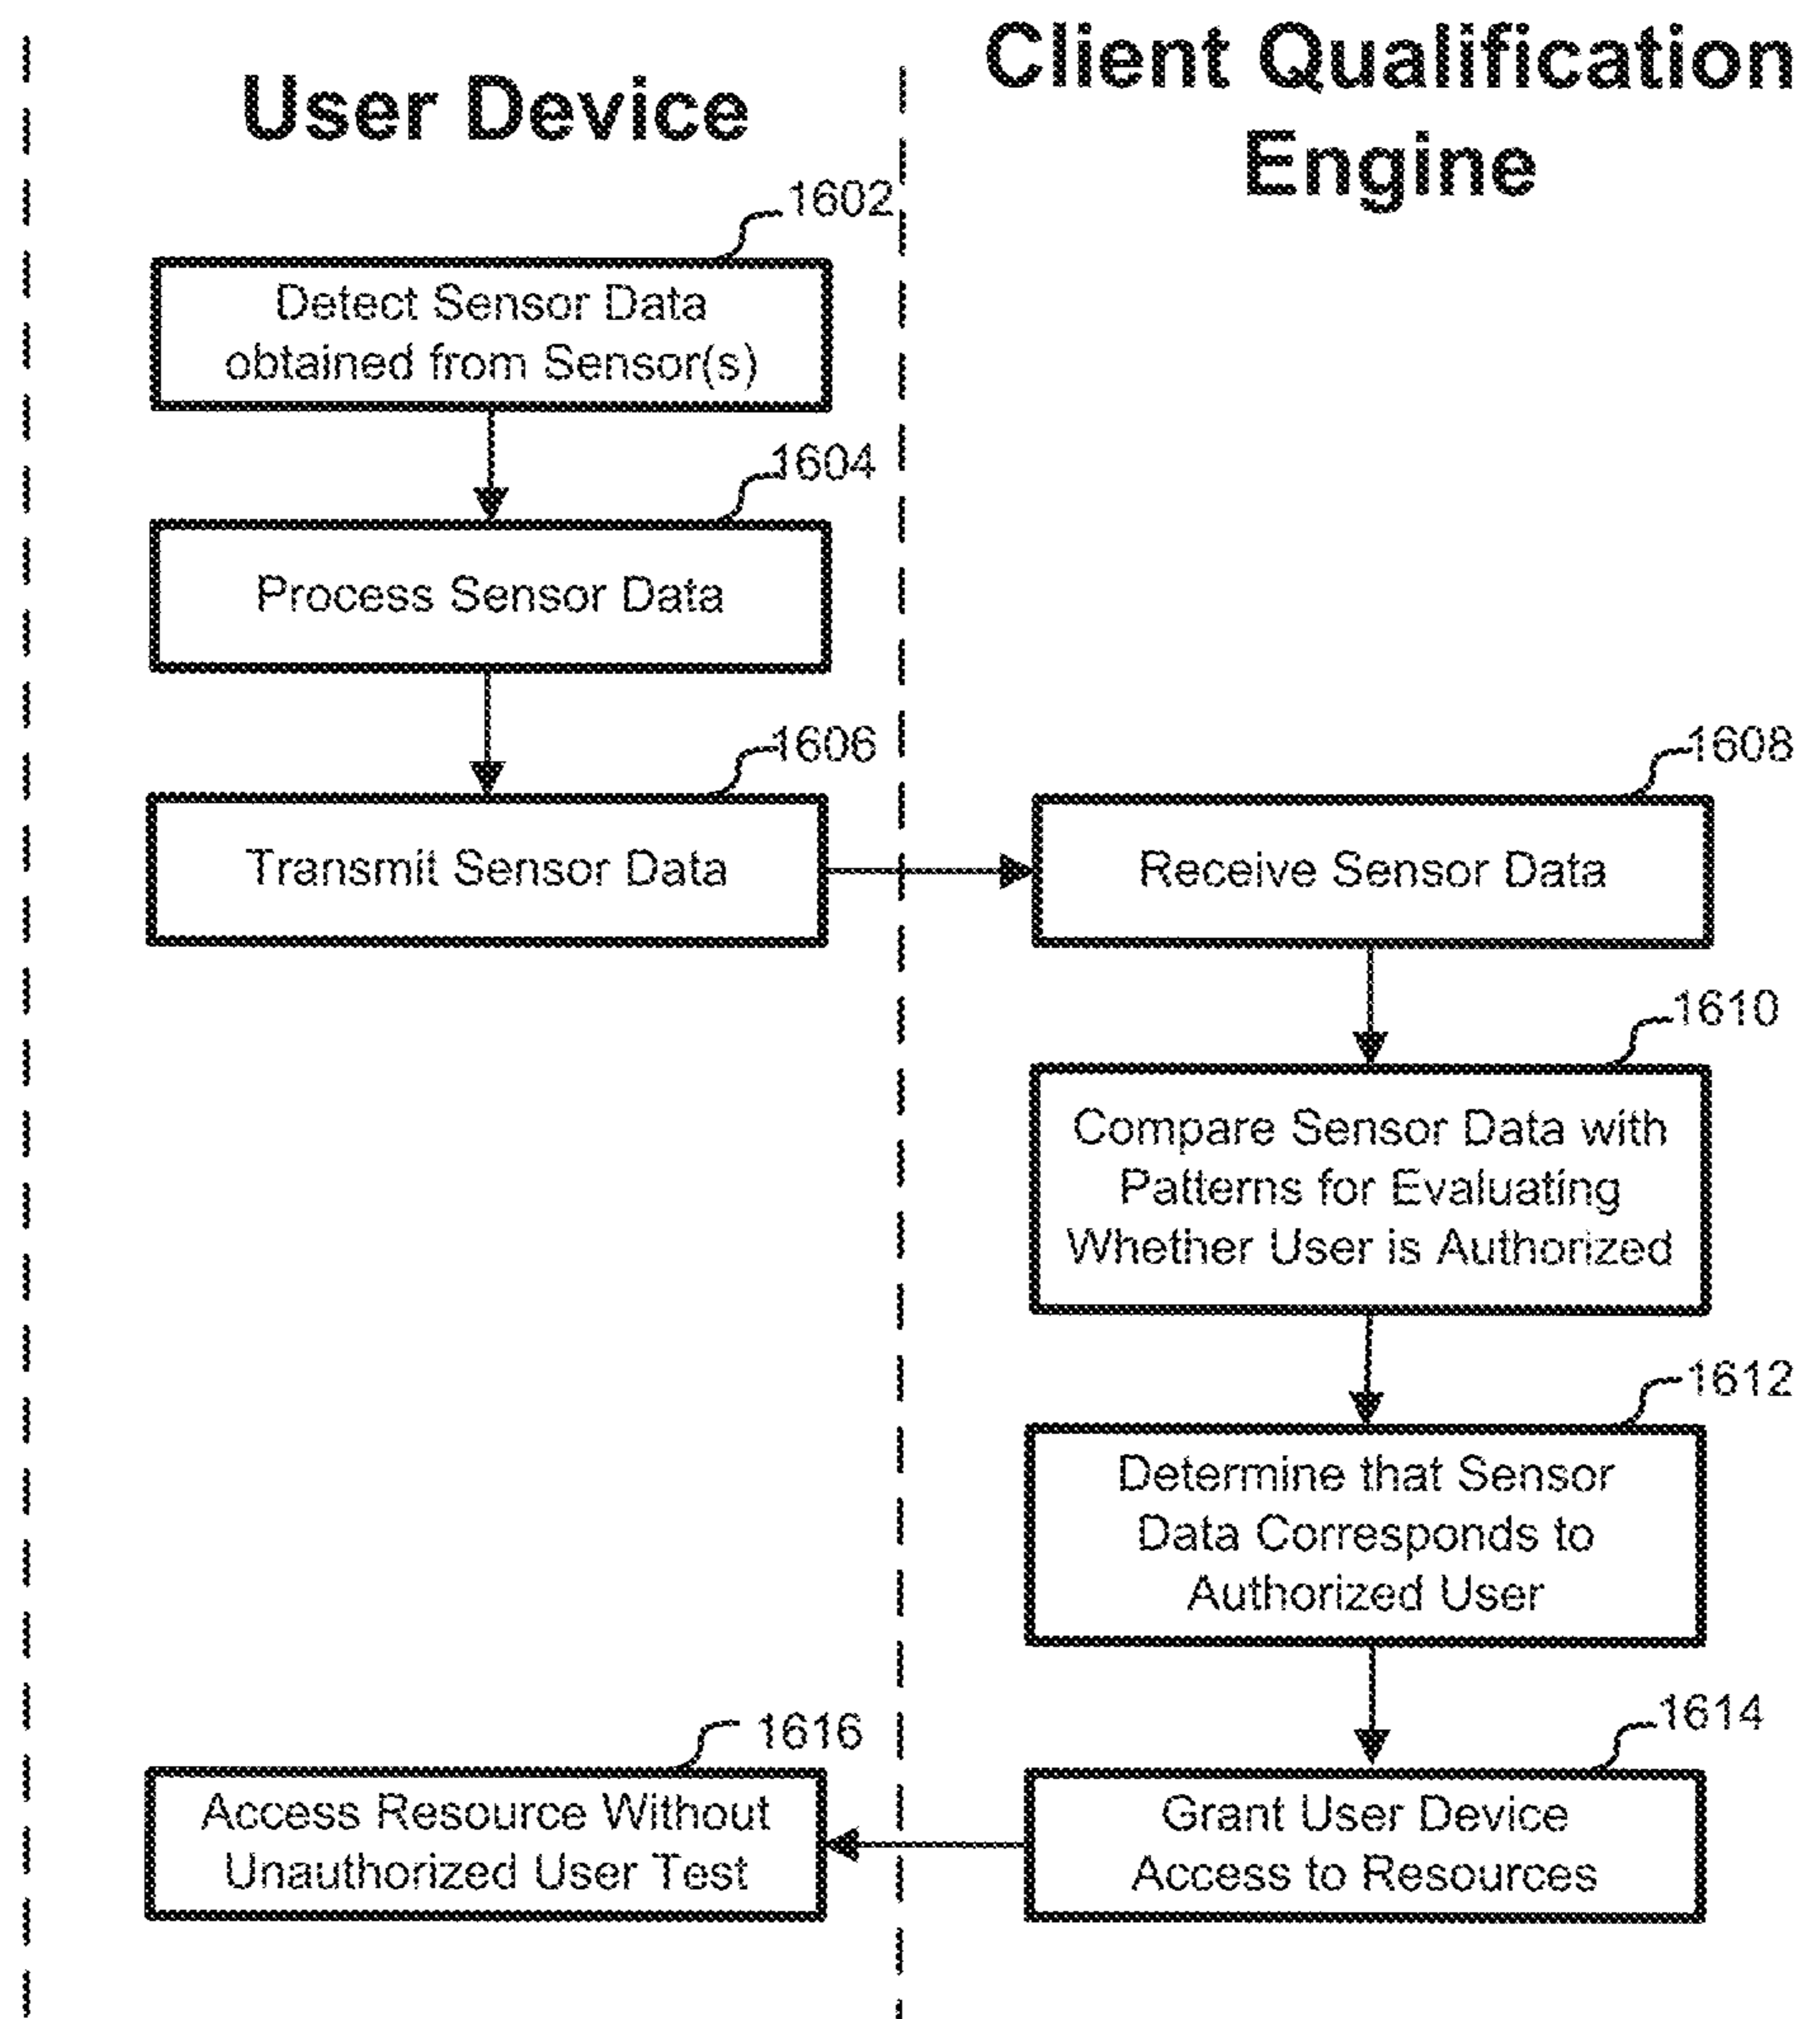 User Device
Client Qualification
Engine
1602
Detect Sensor Data
obtained from Sensor(s)
1604
Process Sensor Data
1606
Transmit Sensor Data
1608
Receive Sensor Data
1610
Compare Sensor Data with
Patterns for Evaluating
Whether User is Authorized
1612
Determine that Sensor
Data Corresponds to
Authorized User
1614
Grant User Device
Access to Resources
1616
Access Resource Without
Unauthorized User Test